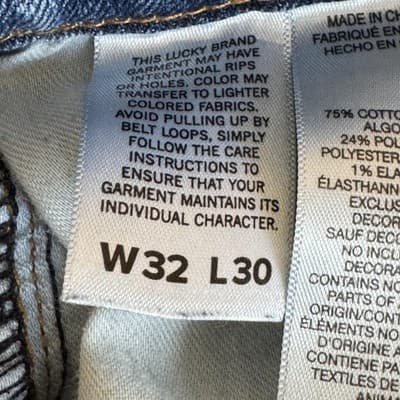 THIS LUCKY BRAND
GARMENT MAY HAVE
INTENTIONAL RIPS
OR HOLES. COLOR MAY
TRANSFER TO LIGHTER
COLORED FABRICS.
AVOID PULLING UP BY
BELT LOOPS, SIMPLY
FOLLOW THE CARE
INSTRUCTIONS TO
ENSURE THAT YOUR
GARMENT MAINTAINS ITS
INDIVIDUAL CHARACTER.
W32 L30
MADE IN CH
FABRIQUÉ EN
HECHO EN
75% COTTO
ALGO
24% POLY
POLYESTER
1% ELA
ÉLASTHANN
EXCLUS
DECOR
SAUF DECO
NO INCLU
DECORA
CONTAINS NO
PARTS OF A
ORIGIN/CONT
ÉLÉMENTS NO
D'ORIGINE A
CONTIENE PA
TEXTILES DE
ANIM